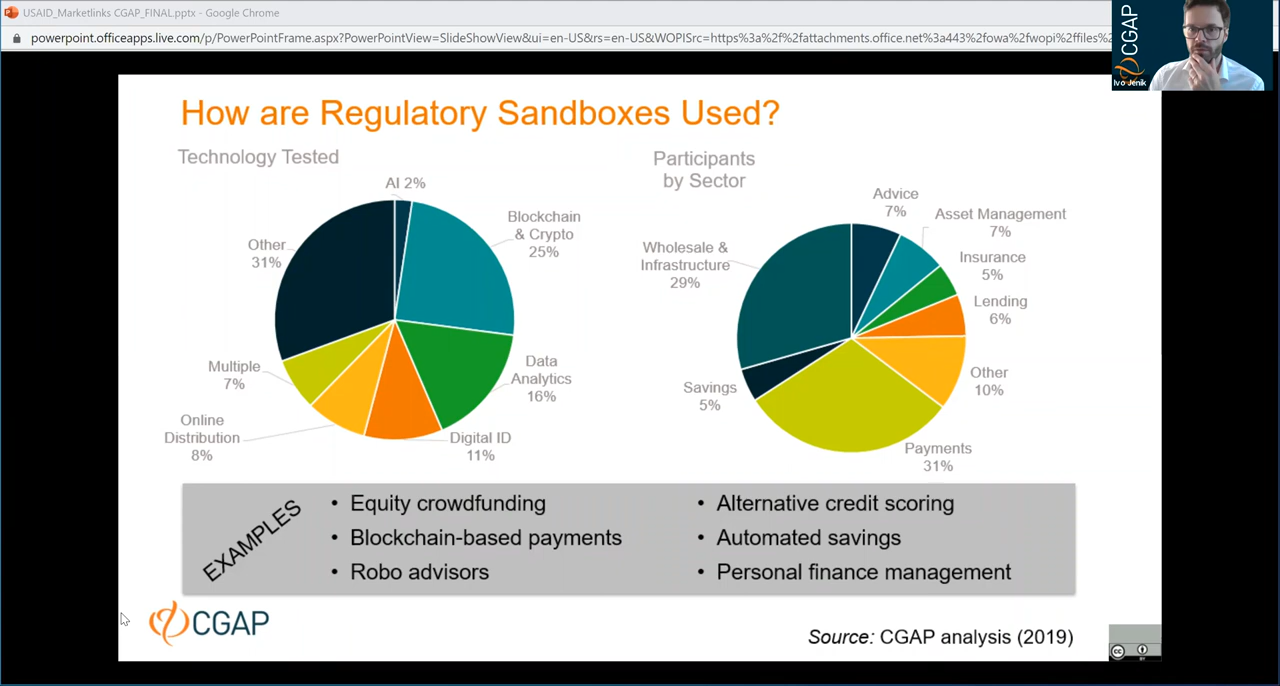 USAID_Marketlinks CGAP_FINAL.pptx - Google Chrome
powerpoint.officeapps.live.com/p/PowerPointFrame.aspx?PowerPointView=SlideShowView&ui=en-US&rs=en-US&WOPISrc=https%3a%2f%2fattachments.office.net%3a443%2fowa%2fwopi%2ffiles%2
CGAP
Ivo Jenik
How are Regulatory Sandboxes Used?
Technology Tested
AI 2%
Blockchain
& Crypto
25%
Data
Analytics
16%
Digital ID
11%
Online
Distribution
8%
Multiple
7%
Other
31%
Participants
by Sector
Advice
7%
Asset Management
7%
Insurance
5%
Lending
6%
Other
10%
Payments
31%
Savings
5%
Wholesale &
Infrastructure
29%
EXAMPLES
• Equity crowdfunding
• Blockchain-based payments
• Robo advisors
• Alternative credit scoring
• Automated savings
• Personal finance management
CGAP
Source: CGAP analysis (2019)
cc
BY